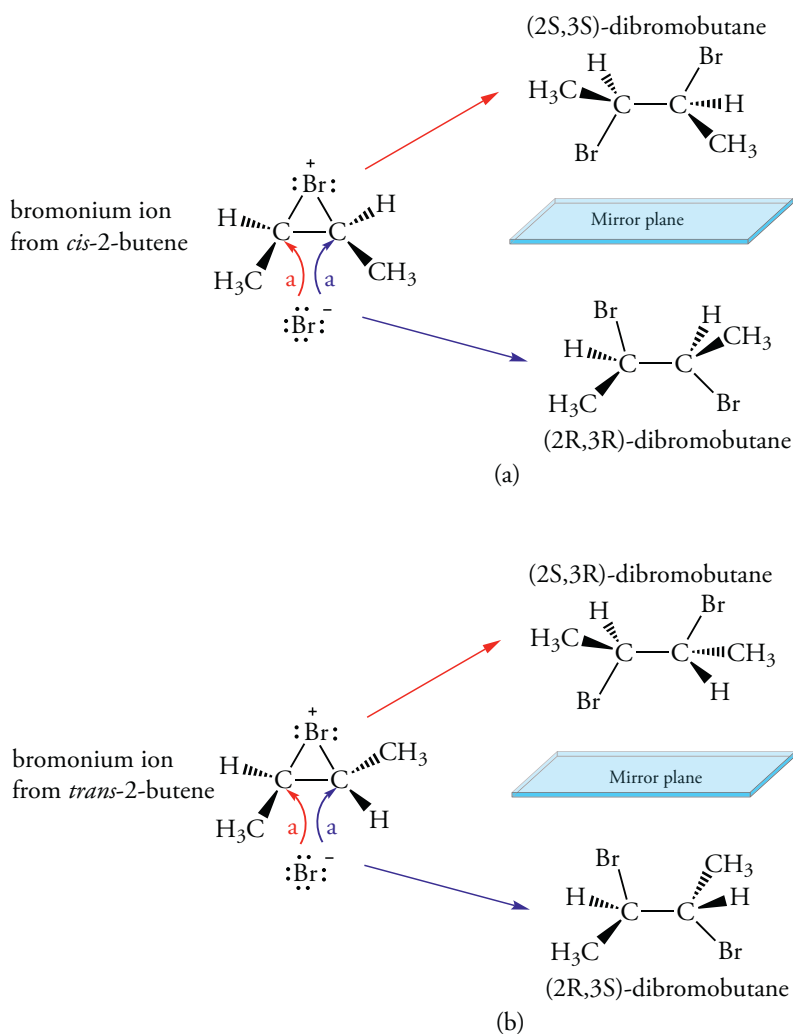 (2S,3S)-dibromobutane
Br
H
H₃C
C
C
H
Br
CH₃
+
:Br:
bromonium ion
from cis-2-butene
H
H
C
C
H₃C
CH₃
a
a
:Br:
–
Mirror plane
Br
H
H
CH₃
C
C
H₃C
Br
(2R,3R)-dibromobutane
(a)
(2S,3R)-dibromobutane
H
Br
H₃C
C
C
CH₃
Br
H
+
:Br:
bromonium ion
from trans-2-butene
H
CH₃
C
C
H₃C
H
a
a
:Br:
–
Mirror plane
Br
CH₃
H
H
C
C
H₃C
Br
(2R,3S)-dibromobutane
(b)